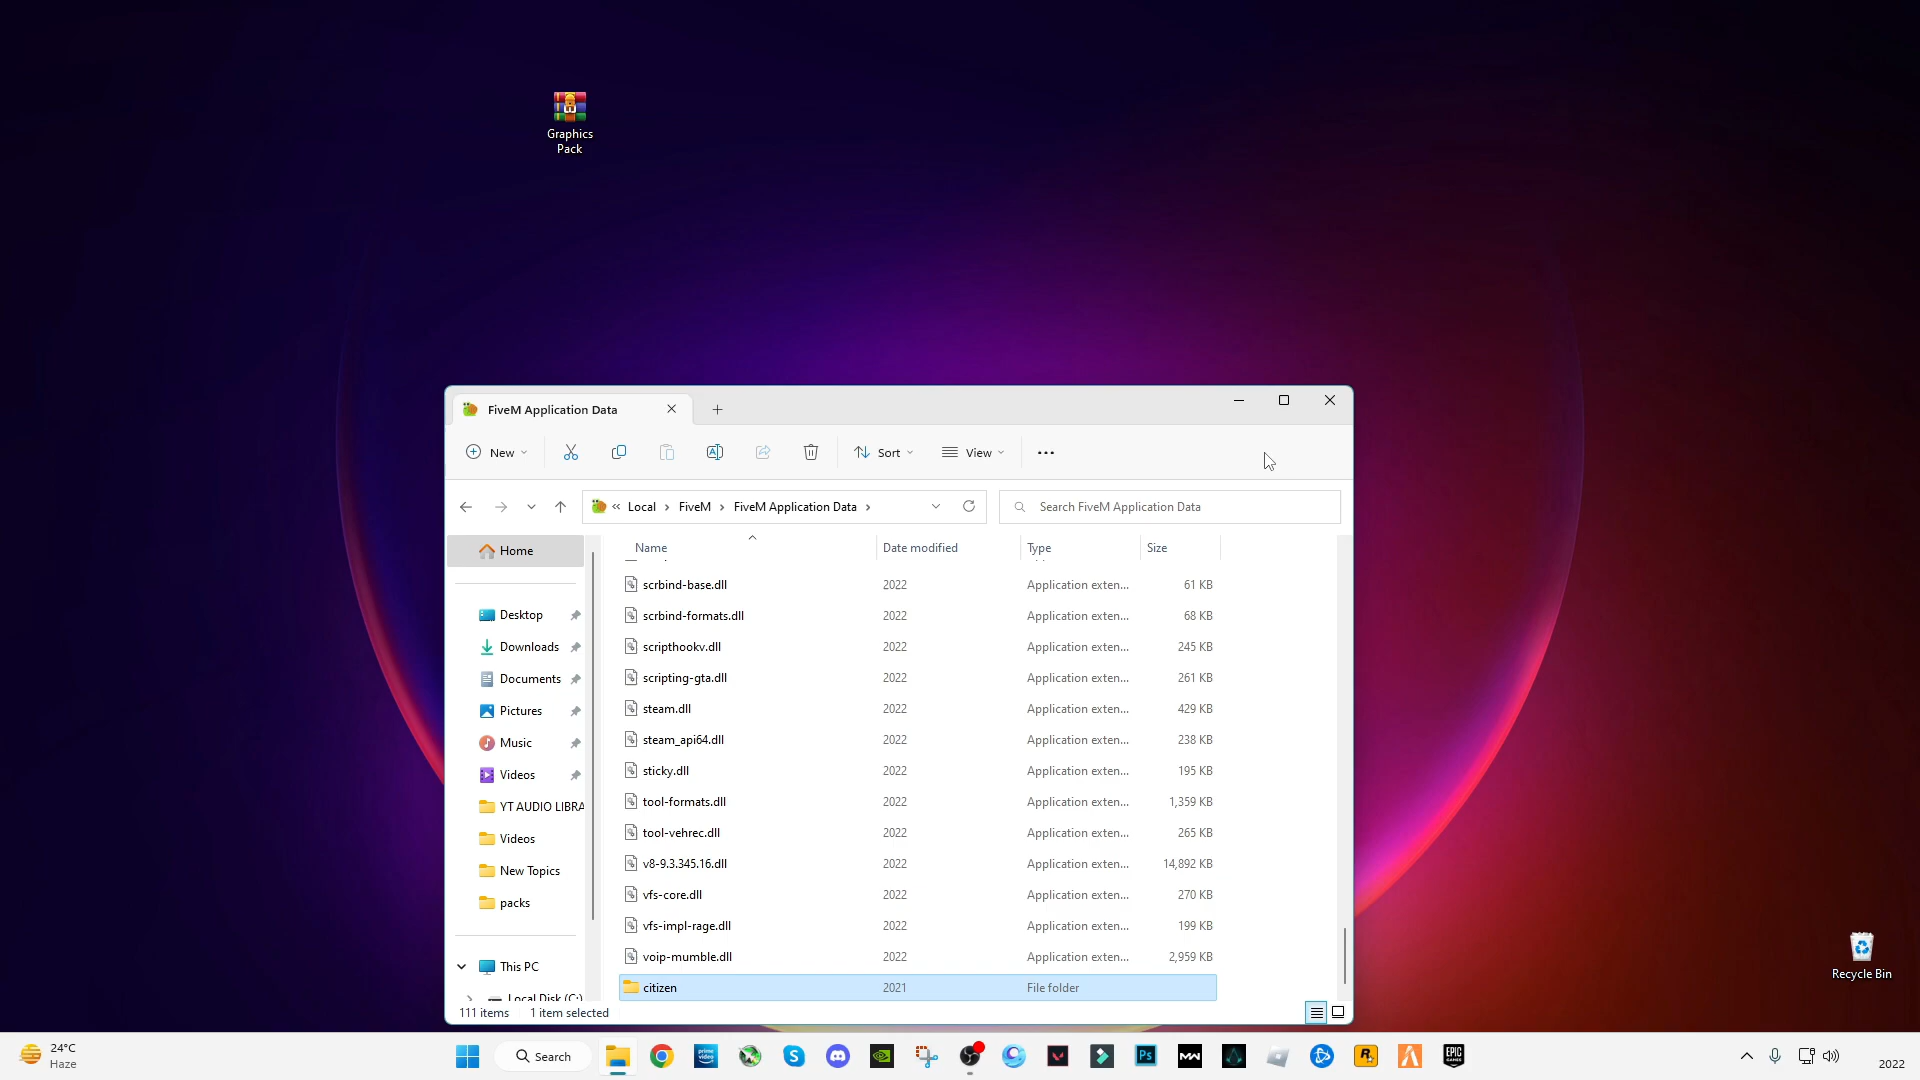 Graphics
Pack
FiveM Application Data
New
Sort
View
Local
FiveM
FiveM Application Data
Search FiveM Application Data
Name
Date modified
Type
Size
Home
Desktop
Downloads
Documents
Pictures
Music
Videos
YT AUDIO LIBRA
Videos
New Topics
packs
This PC
Local Disk (C:)
scrbind-base.dll 2022 Application exten... 61 KB
scrbind-formats.dll 2022 Application exten... 68 KB
scripthookv.dll 2022 Application exten... 245 KB
scripting-gta.dll 2022 Application exten... 261 KB
steam.dll 2022 Application exten... 429 KB
steam_api64.dll 2022 Application exten... 238 KB
sticky.dll 2022 Application exten... 195 KB
tool-formats.dll 2022 Application exten... 1,359 KB
tool-vehrec.dll 2022 Application exten... 265 KB
v8-9.3.345.16.dll 2022 Application exten... 14,892 KB
vfs-core.dll 2022 Application exten... 270 KB
vfs-impl-rage.dll 2022 Application exten... 199 KB
voip-mumble.dll 2022 Application exten... 2,959 KB
citizen 2021 File folder
111 items 1 item selected
Recycle Bin
24°C
Haze
Search
prime video
Ps
EPIC
GAMES
2022